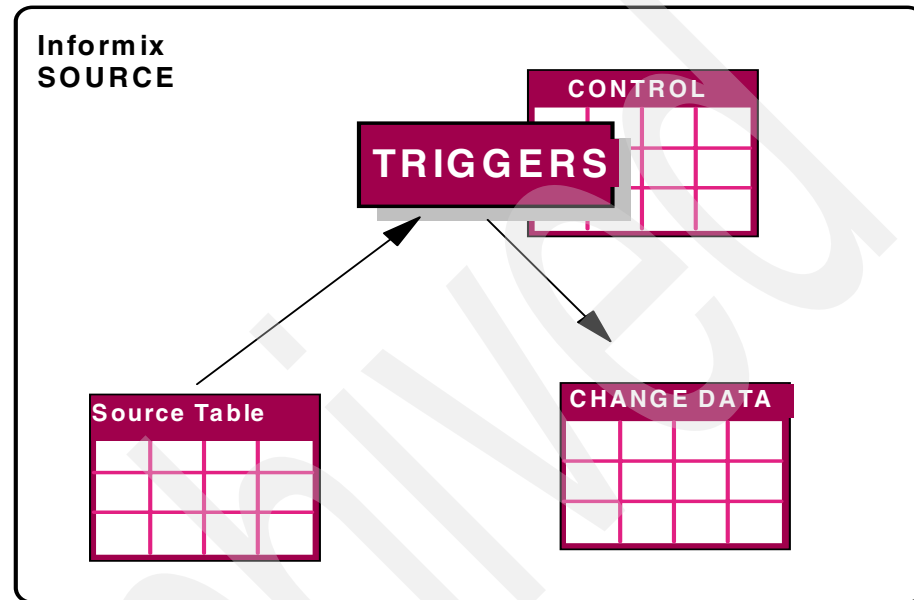 Informix
SOURCE
CONTROL
TRIGGERS
Source Table
CHANGE DATA